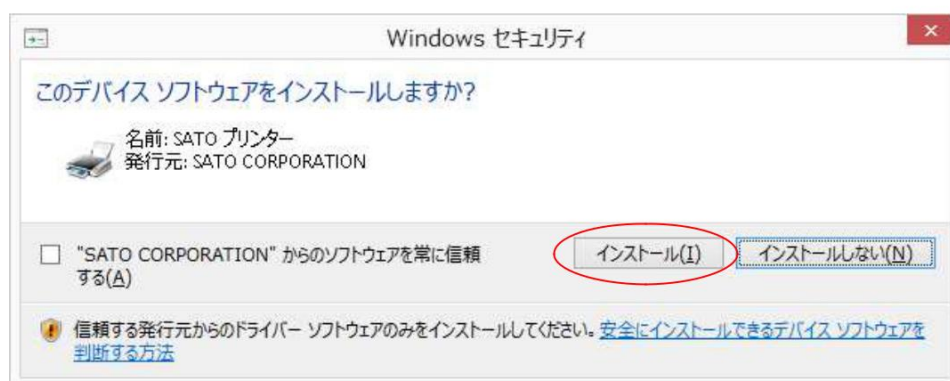 Windows セキュリティ
このデバイス ソフトウェアをインストールしますか?
名前: SATO プリンター
発行元: SATO CORPORATION
"SATO CORPORATION" からのソフトウェアを常に信頼
する(A)
インストール(I)
インストールしない(N)
信頼する発行元からのドライバー ソフトウェアのみをインストールしてください。安全にインストールできるデバイス ソフトウェアを
判断する方法